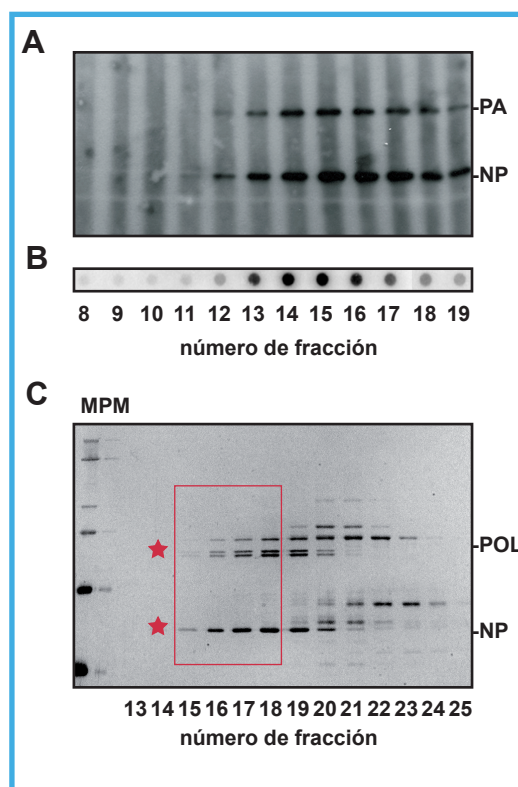 A
-PA
-NP
B
8 9 10 11 12 13 14 15 16 17 18 19
número de fracción
C
MPM
-POL
-NP
13 14 15 16 17 18 19 20 21 22 23 24 25
número de fracción